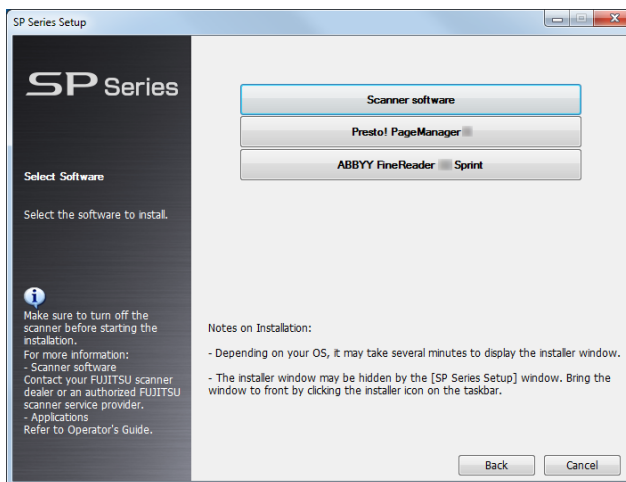 SP Series Setup
SP Series
Scanner software
Presto! PageManager
ABBYY FineReader Sprint
Select Software
Select the software to install.
Make sure to turn off the
scanner before starting the
installation.
For more information:
- Scanner software
Contact your FUJITSU scanner
dealer or an authorized FUJITSU
scanner service provider.
- Applications
Refer to Operator's Guide.
Notes on Installation:
- Depending on your OS, it may take several minutes to display the installer window.
- The installer window may be hidden by the [SP Series Setup] window. Bring the
window to front by clicking the installer icon on the taskbar.
Back
Cancel